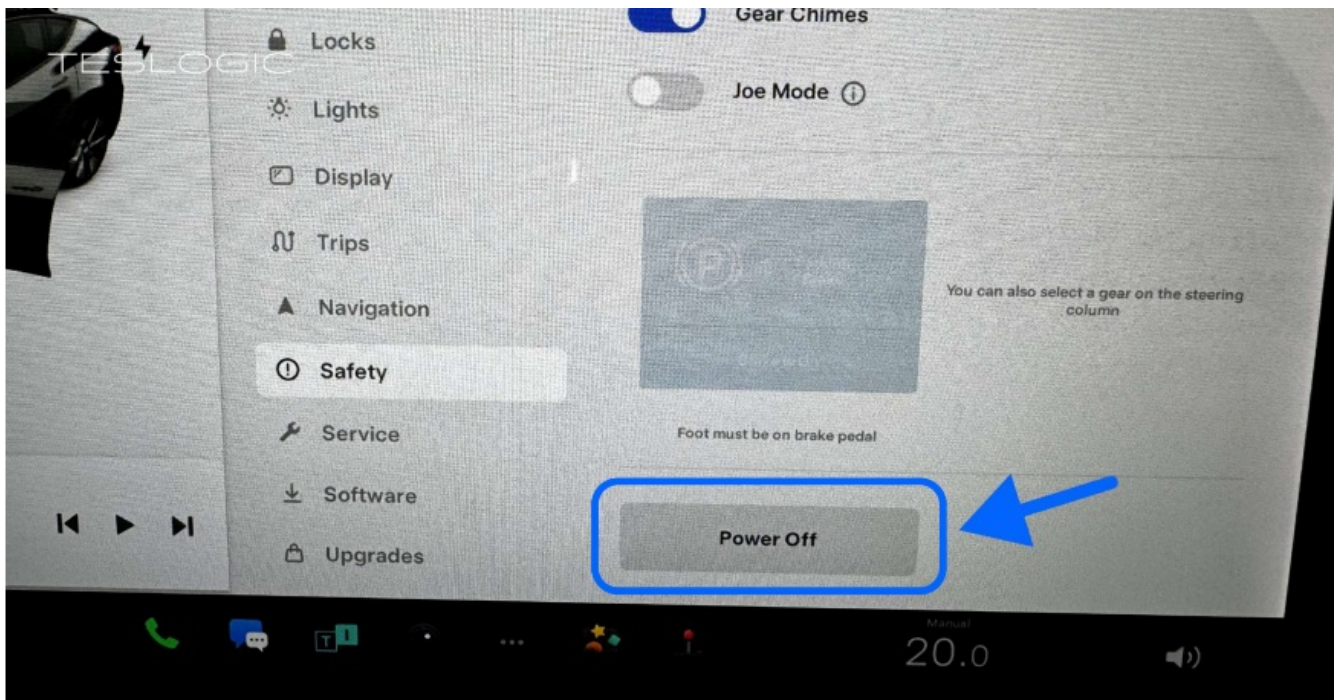 TESLOGIC
Locks
Lights
Display
Trips
Navigation
Safety
Service
Software
Upgrades
Gear Chimes
Joe Mode
P
You can also select a gear on the steering
column
Foot must be on brake pedal
Power Off
T
Manual
20.0